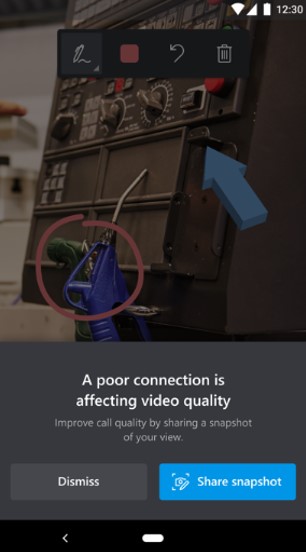 12:30
A poor connection is
affecting video quality
Improve call quality by sharing a snapshot
of your view.
Dismiss
Share snapshot